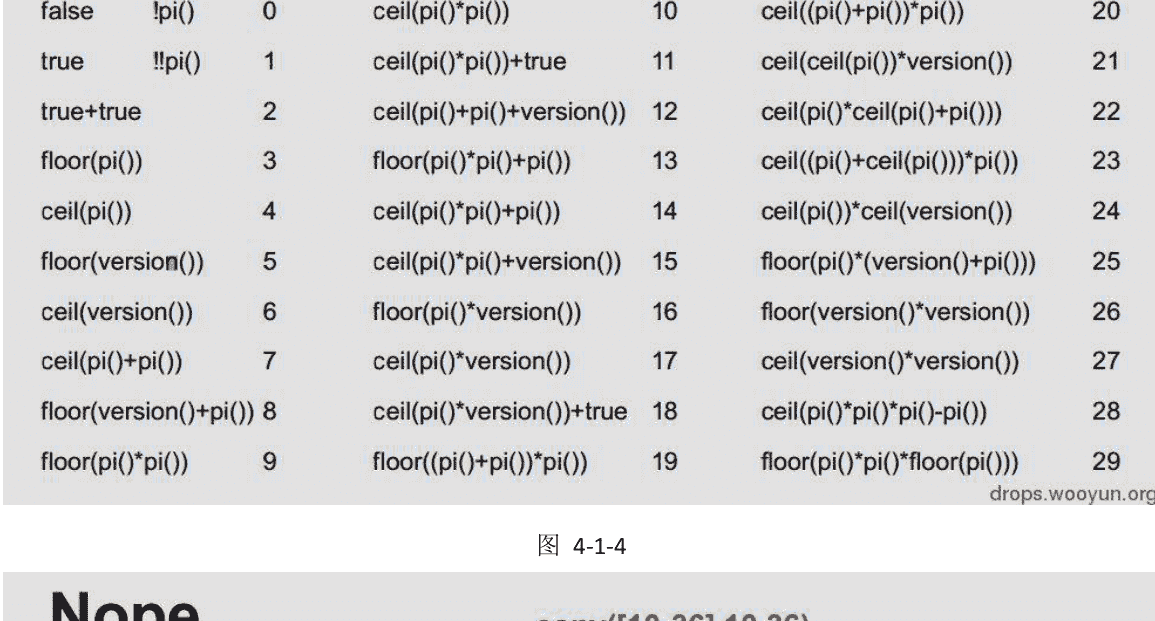 false !pi() 0 ceil(pi()*pi()) 10 ceil((pi()+pi())*pi()) 20
true !!pi() 1 ceil(pi()*pi())+true 11 ceil(ceil(pi())*version()) 21
true+true 2 ceil(pi()+pi()+version()) 12 ceil(pi()*ceil(pi()+pi())) 22
floor(pi()) 3 floor(pi()*pi()+pi()) 13 ceil((pi()+ceil(pi()))*pi()) 23
ceil(pi()) 4 ceil(pi()*pi()+pi()) 14 ceil(pi())*ceil(version()) 24
floor(version()) 5 ceil(pi()*pi()+version()) 15 floor(pi()*(version()+pi())) 25
ceil(version()) 6 floor(pi()*version()) 16 floor(version()*version()) 26
ceil(pi()+pi()) 7 ceil(pi()*version()) 17 ceil(version()*version()) 27
floor(version()+pi()) 8 ceil(pi()*version())+true 18 ceil(pi()*pi()*pi()-pi()) 28
floor(pi()*pi()) 9 floor((pi()+pi())*pi()) 19 floor(pi()*pi()*floor(pi())) 29
drops.wooyun.org
图 4-1-4
None